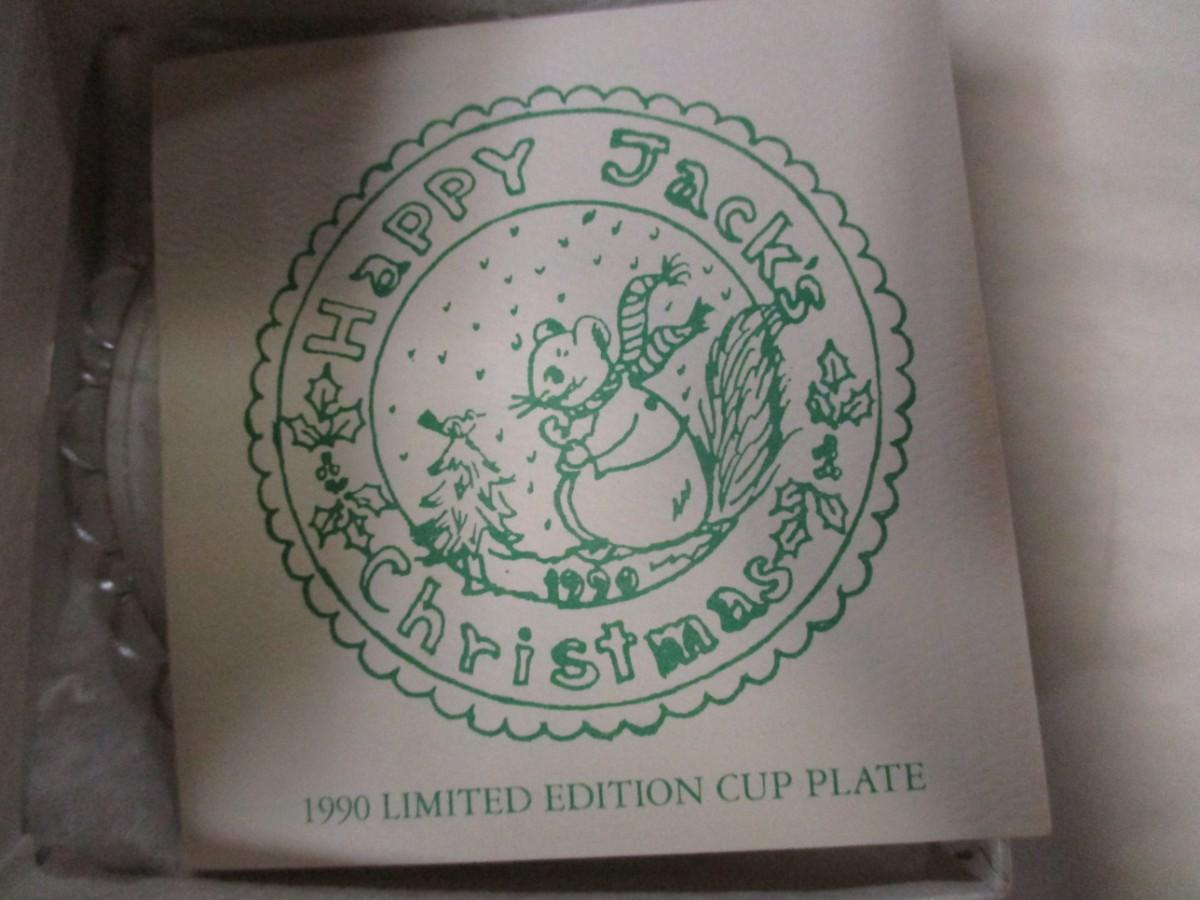 Happy Jack's
Christmas
1990
1990 LIMITED EDITION CUP PLATE